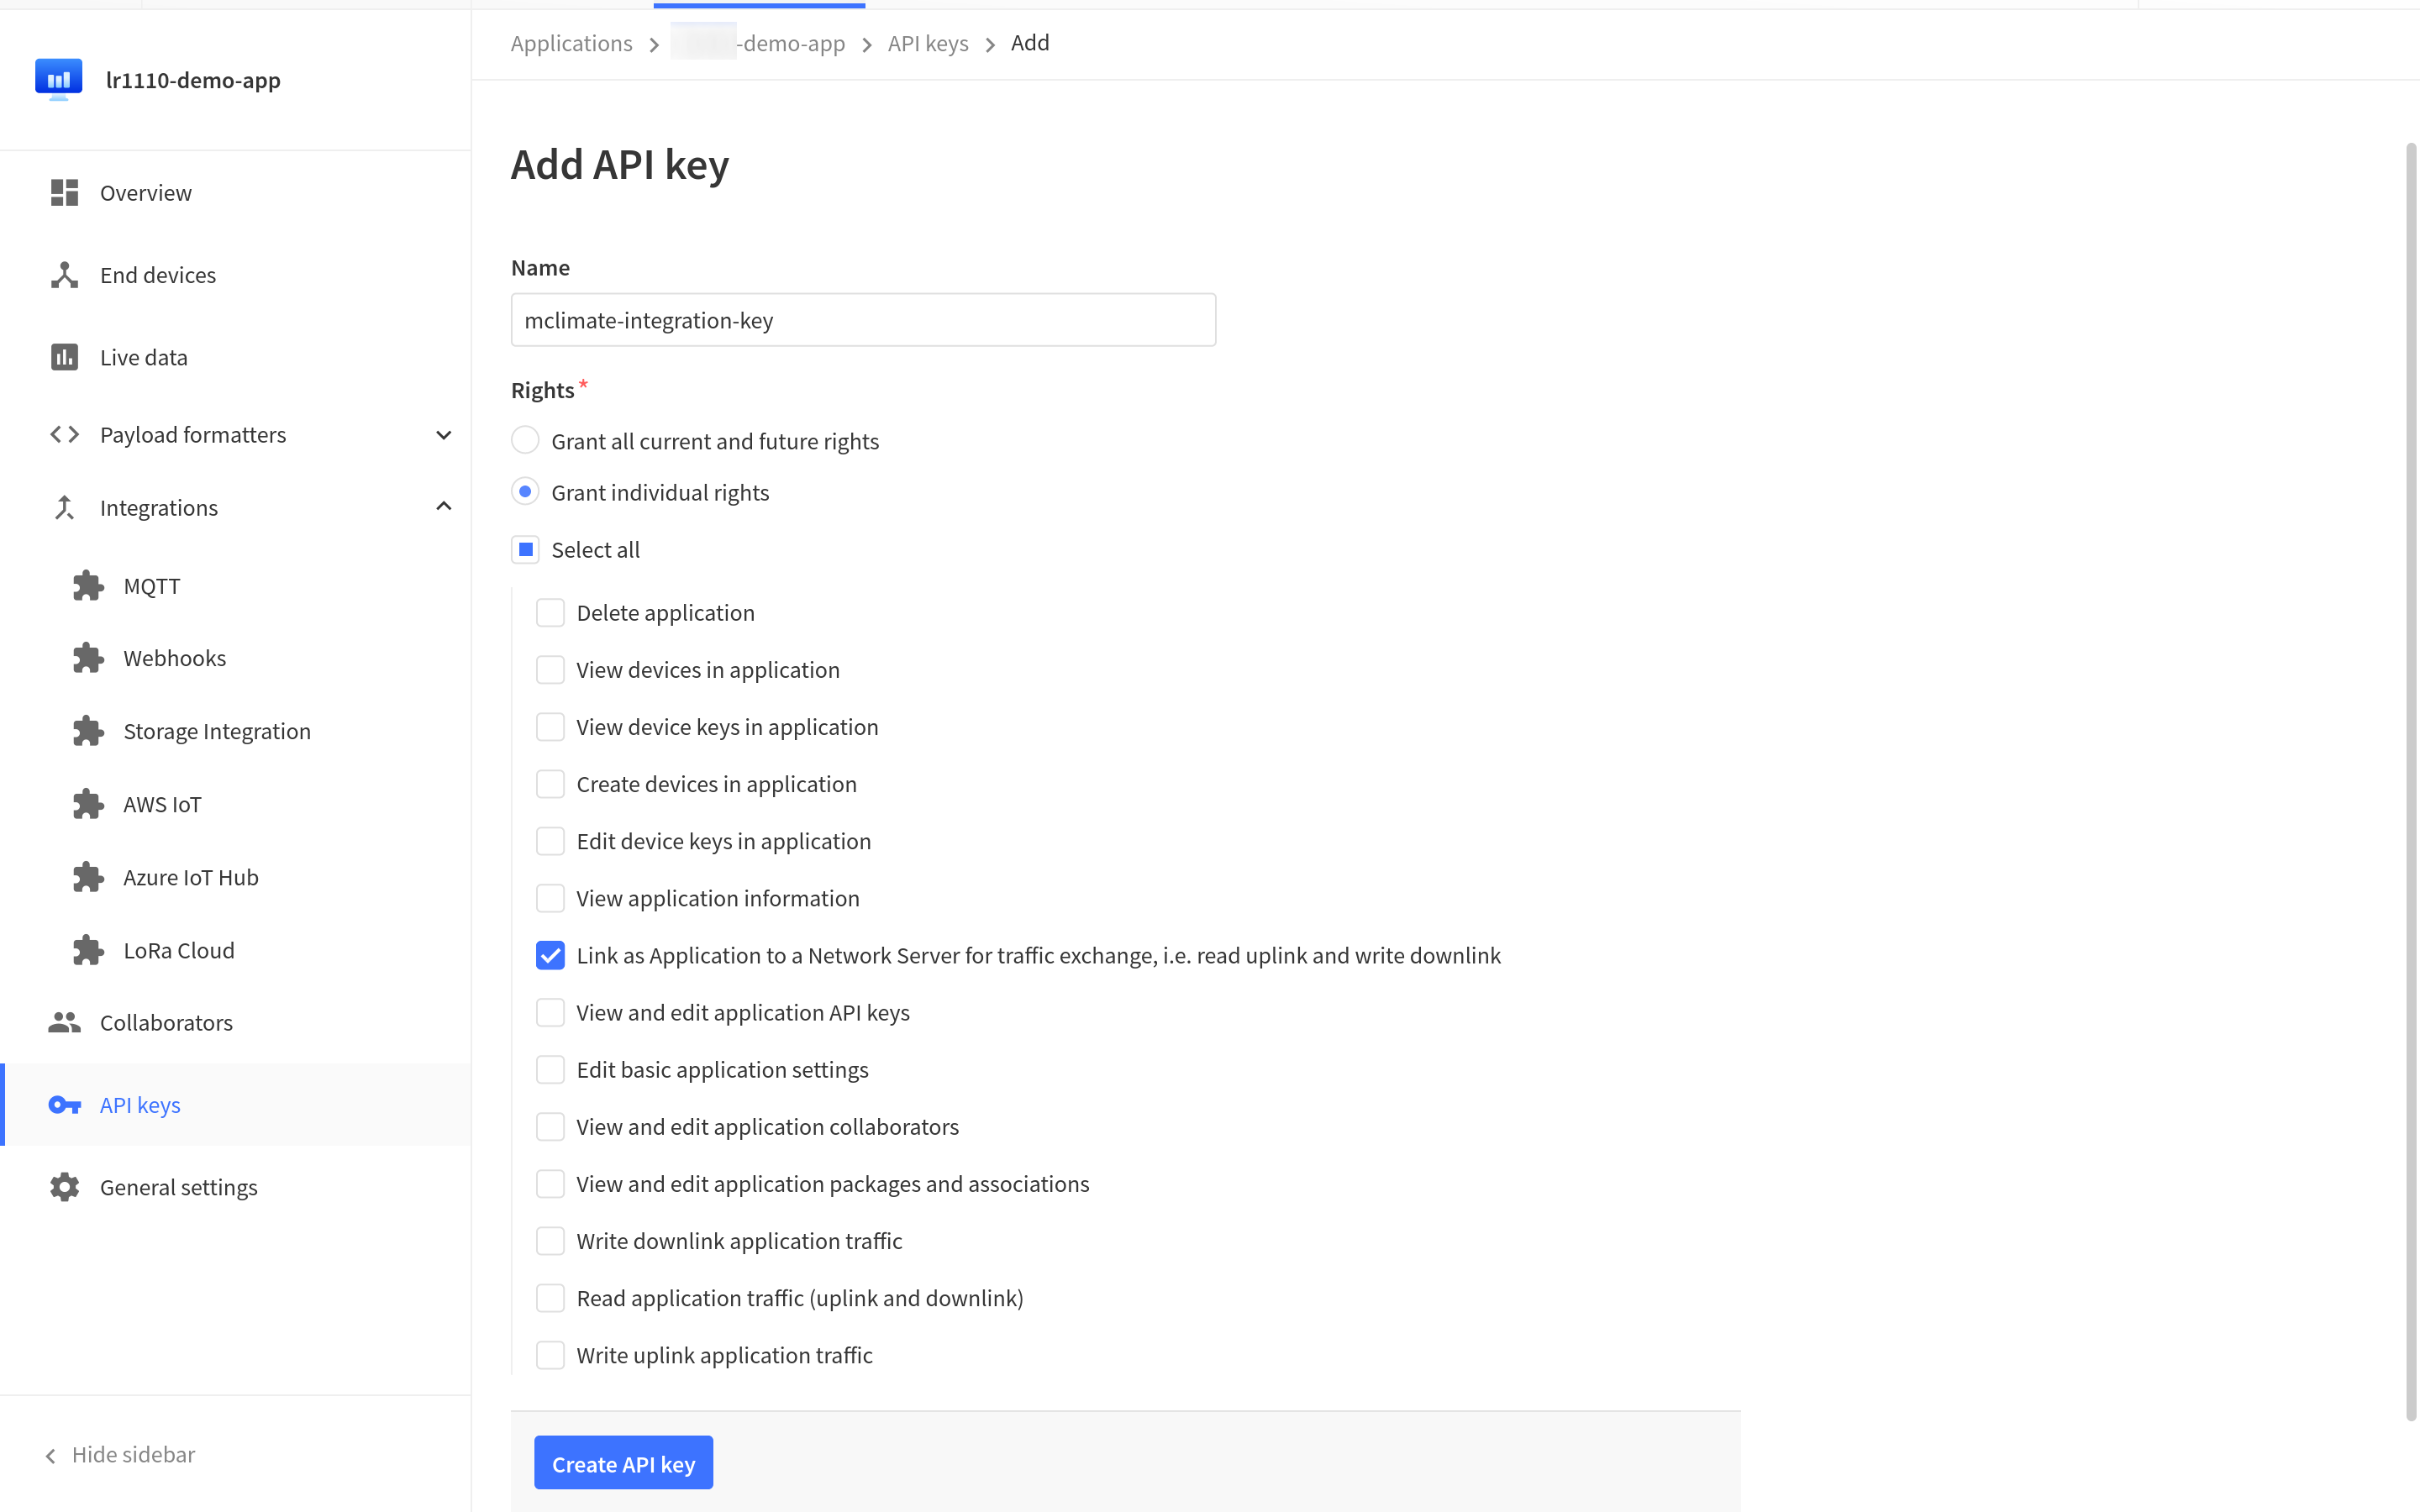 lr1110-demo-app
Overview
End devices
Live data
Payload formatters
Integrations
MQTT
Webhooks
Storage Integration
AWS IoT
Azure IoT Hub
LoRa Cloud
Collaborators
API keys
General settings
Hide sidebar
Applications > -demo-app > API keys > Add
Add API key
Name
mclimate-integration-key
Rights*
Grant all current and future rights
Grant individual rights
Select all
Delete application
View devices in application
View device keys in application
Create devices in application
Edit device keys in application
View application information
Link as Application to a Network Server for traffic exchange, i.e. read uplink and write downlink
View and edit application API keys
Edit basic application settings
View and edit application collaborators
View and edit application packages and associations
Write downlink application traffic
Read application traffic (uplink and downlink)
Write uplink application traffic
Create API key